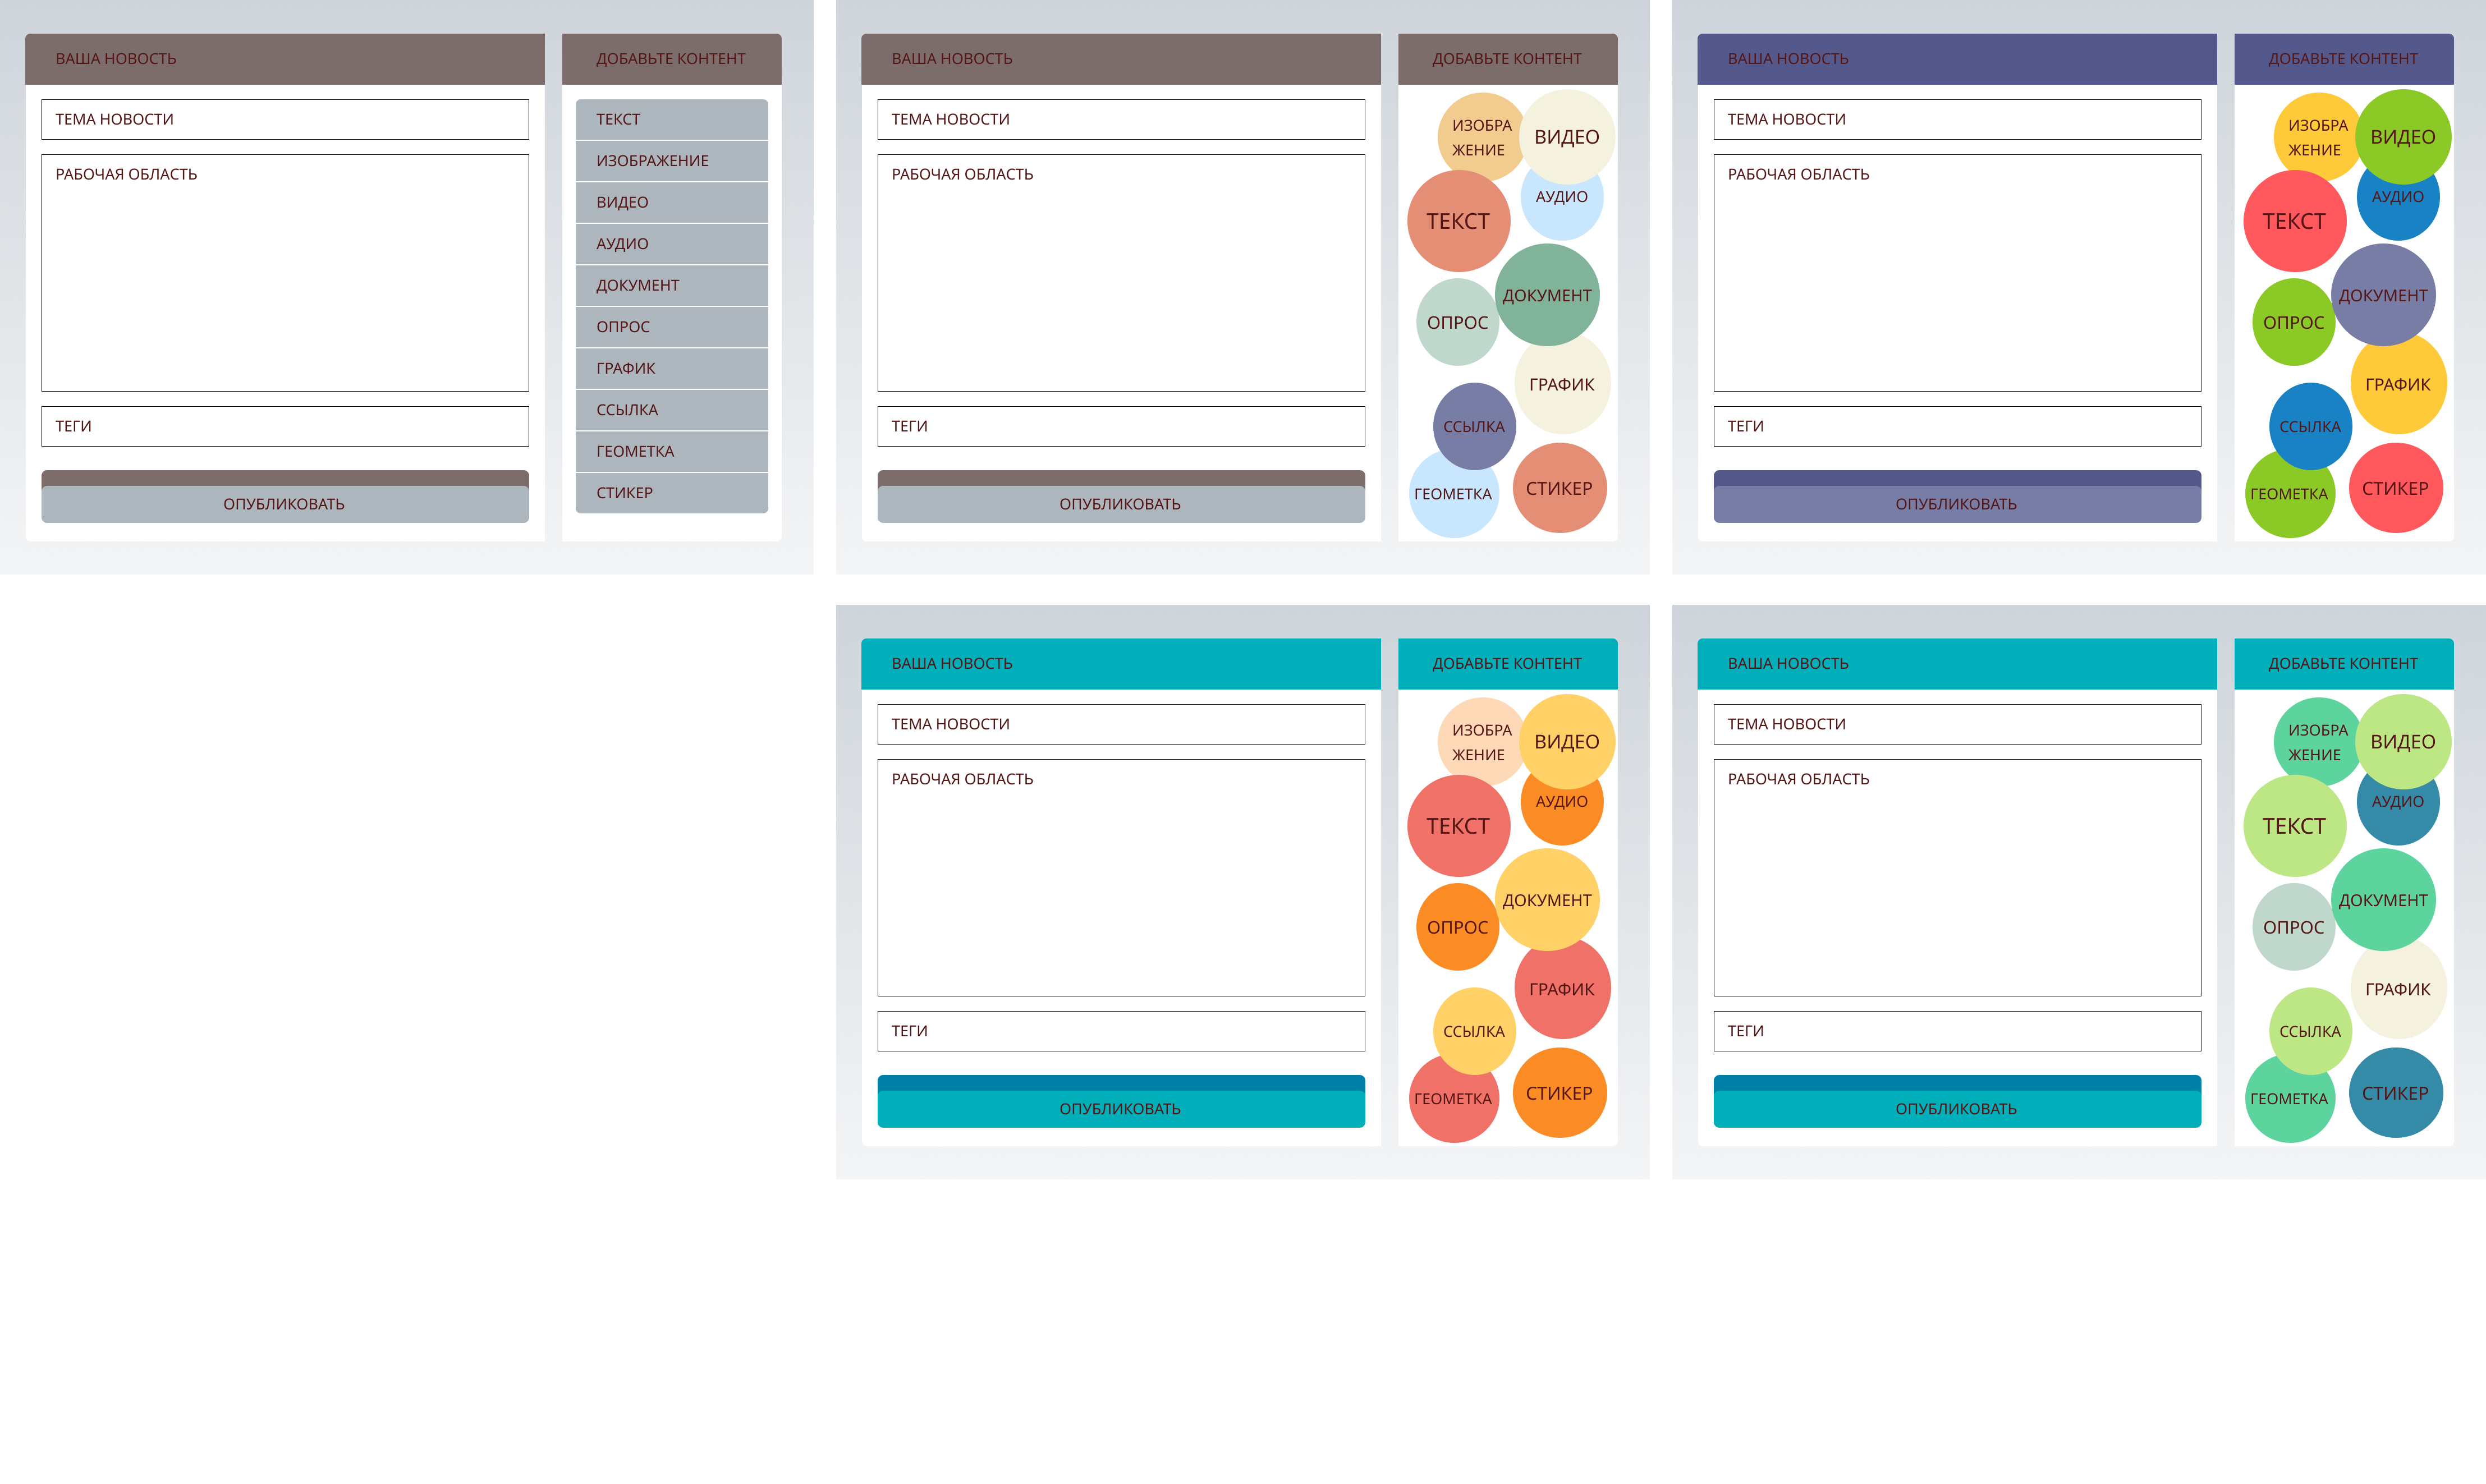 ВАША НОВОСТЬ
ТЕМА НОВОСТИ
РАБОЧАЯ ОБЛАСТЬ
ТЕГИ
ОПУБЛИКОВАТЬ
ДОБАВЬТЕ КОНТЕНТ
ТЕКСТ
ИЗОБРАЖЕНИЕ
ВИДЕО
АУДИО
ДОКУМЕНТ
ОПРОС
ГРАФИК
ССЫЛКА
ГЕОМЕТКА
СТИКЕР
ВАША НОВОСТЬ
ТЕМА НОВОСТИ
РАБОЧАЯ ОБЛАСТЬ
ТЕГИ
ОПУБЛИКОВАТЬ
ДОБАВЬТЕ КОНТЕНТ
ИЗОБРА
ЖЕНИЕ
ВИДЕО
АУДИО
ТЕКСТ
ДОКУМЕНТ
ОПРОС
ГРАФИК
ССЫЛКА
ГЕОМЕТКА
СТИКЕР
ВАША НОВОСТЬ
ТЕМА НОВОСТИ
РАБОЧАЯ ОБЛАСТЬ
ТЕГИ
ОПУБЛИКОВАТЬ
ДОБАВЬТЕ КОНТЕНТ
ИЗОБРА
ЖЕНИЕ
ВИДЕО
АУДИО
ТЕКСТ
ДОКУМЕНТ
ОПРОС
ГРАФИК
ССЫЛКА
ГЕОМЕТКА
СТИКЕР
ВАША НОВОСТЬ
ТЕМА НОВОСТИ
РАБОЧАЯ ОБЛАСТЬ
ТЕГИ
ОПУБЛИКОВАТЬ
ДОБАВЬТЕ КОНТЕНТ
ИЗОБРА
ЖЕНИЕ
ВИДЕО
АУДИО
ТЕКСТ
ДОКУМЕНТ
ОПРОС
ГРАФИК
ССЫЛКА
ГЕОМЕТКА
СТИКЕР
ВАША НОВОСТЬ
ТЕМА НОВОСТИ
РАБОЧАЯ ОБЛАСТЬ
ТЕГИ
ОПУБЛИКОВАТЬ
ДОБАВЬТЕ КОНТЕНТ
ИЗОБРА
ЖЕНИЕ
ВИДЕО
АУДИО
ТЕКСТ
ДОКУМЕНТ
ОПРОС
ГРАФИК
ССЫЛКА
ГЕОМЕТКА
СТИКЕР